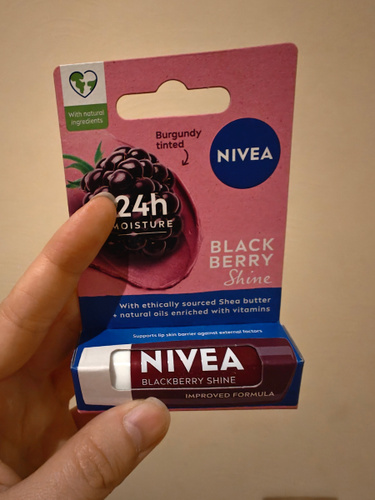 With natural
ingredients
Burgundy
tinted
NIVEA
24h
MOISTURE
BLACK
BERRY
Shine
With ethically sourced Shea butter
+ natural oils enriched with vitamins
Supports lip skin barrier against external factors
NIVEA
BLACKBERRY SHINE
IMPROVED FORMULA